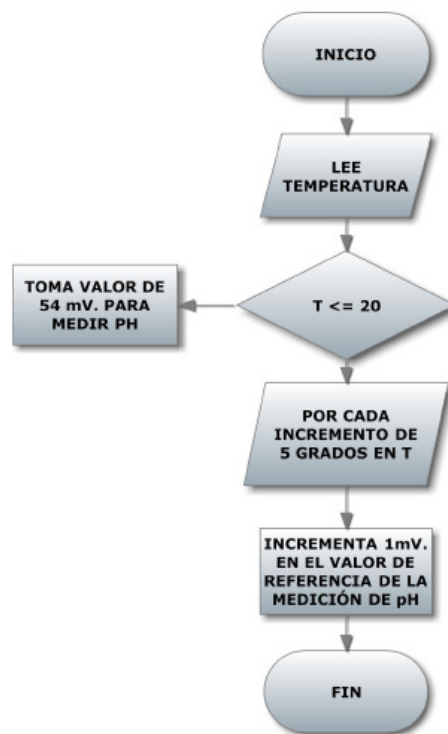 INICIO
LEE
TEMPERATURA
T <= 20
TOMA VALOR DE
54 mV. PARA
MEDIR PH
POR CADA
INCREMENTO DE
5 GRADOS EN T
INCREMENTA 1mV.
EN EL VALOR DE
REFERENCIA DE LA
MEDICIÓN DE pH
FIN